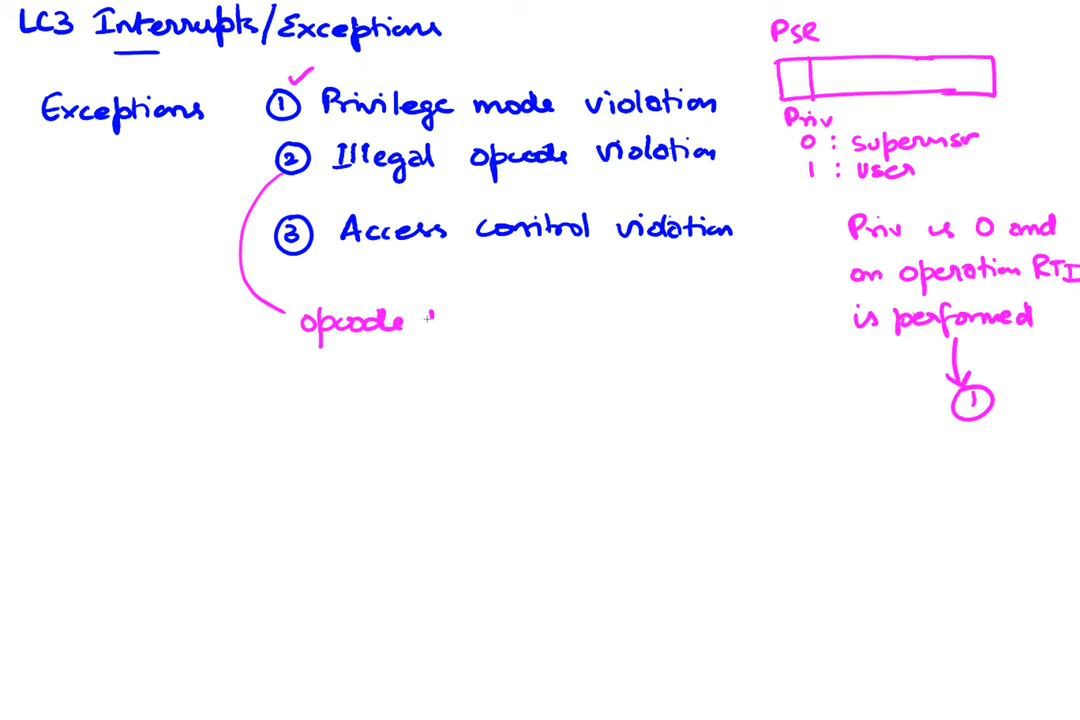 LC3 Interrupts/Exceptions
PSR
Exceptions ① Privilege mode violation
② Illegal opcode violation
③ Access control violation
Priv
0 : supervisr
1 : user
Priv is 0 and
an operation RTI
is performed
①
opcode